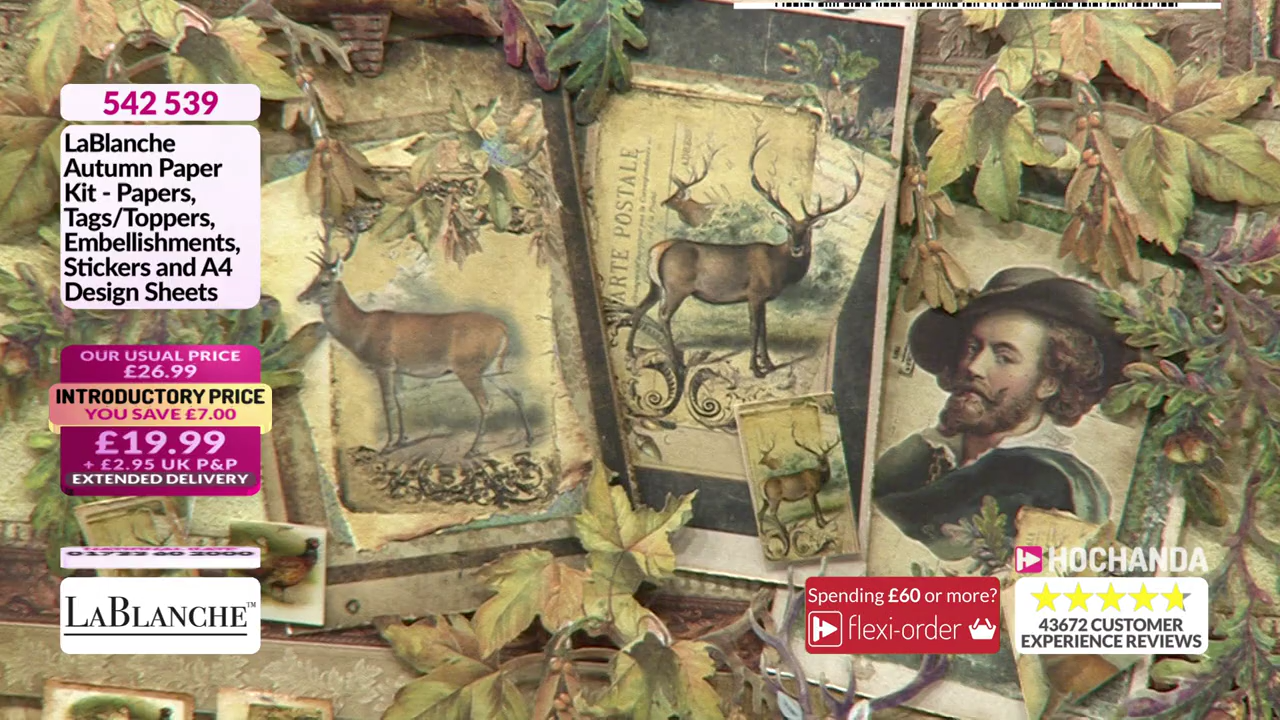 542 539
LaBlanche
Autumn Paper
Kit - Papers,
Tags/Toppers,
Embellishments,
Stickers and A4
Design Sheets
OUR USUAL PRICE
£26.99
INTRODUCTORY PRICE
YOU SAVE £7.00
£19.99
+ £2.95 UK P&P
EXTENDED DELIVERY
LABLANCHE™
CARTE POSTALE
HOCHANDA
Spending £60 or more?
flexi-order
43672 CUSTOMER
EXPERIENCE REVIEWS